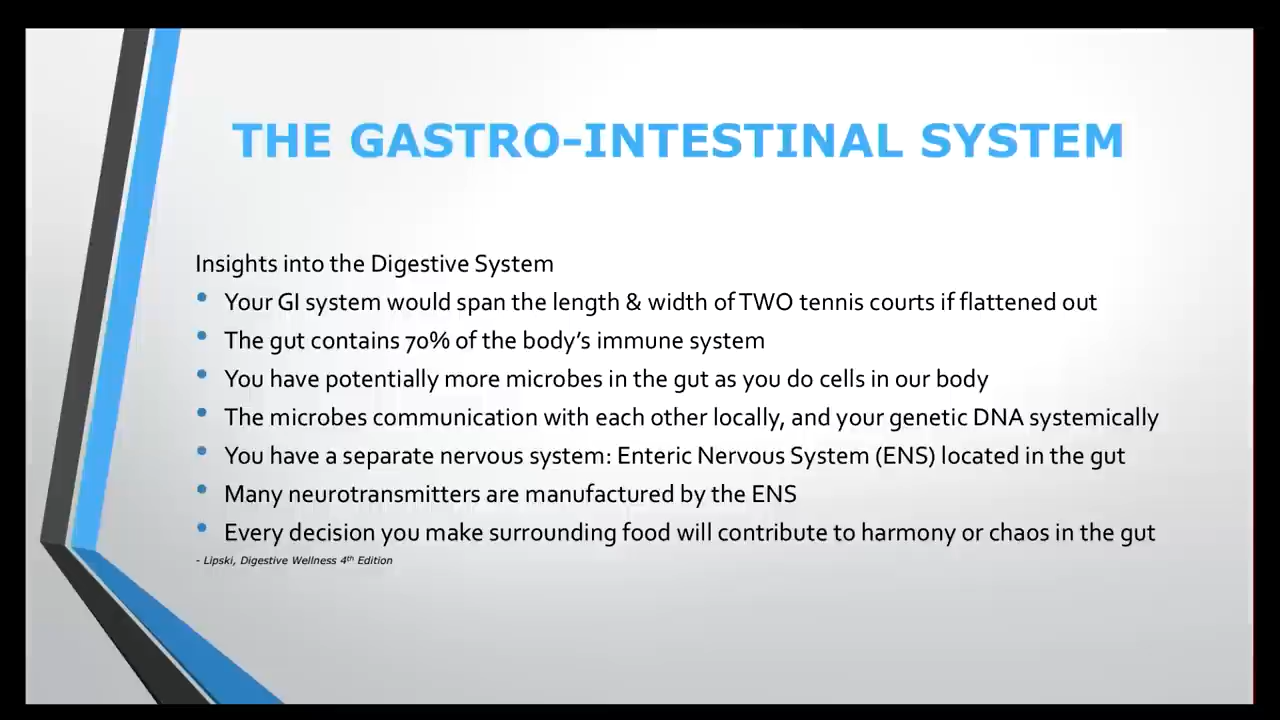 THE GASTRO-INTESTINAL SYSTEM
Insights into the Digestive System
• Your GI system would span the length & width of TWO tennis courts if flattened out
• The gut contains 70% of the body’s immune system
• You have potentially more microbes in the gut as you do cells in our body
• The microbes communication with each other locally, and your genetic DNA systemically
• You have a separate nervous system: Enteric Nervous System (ENS) located in the gut
• Many neurotransmitters are manufactured by the ENS
• Every decision you make surrounding food will contribute to harmony or chaos in the gut
- Lipski, Digestive Wellness 4th Edition